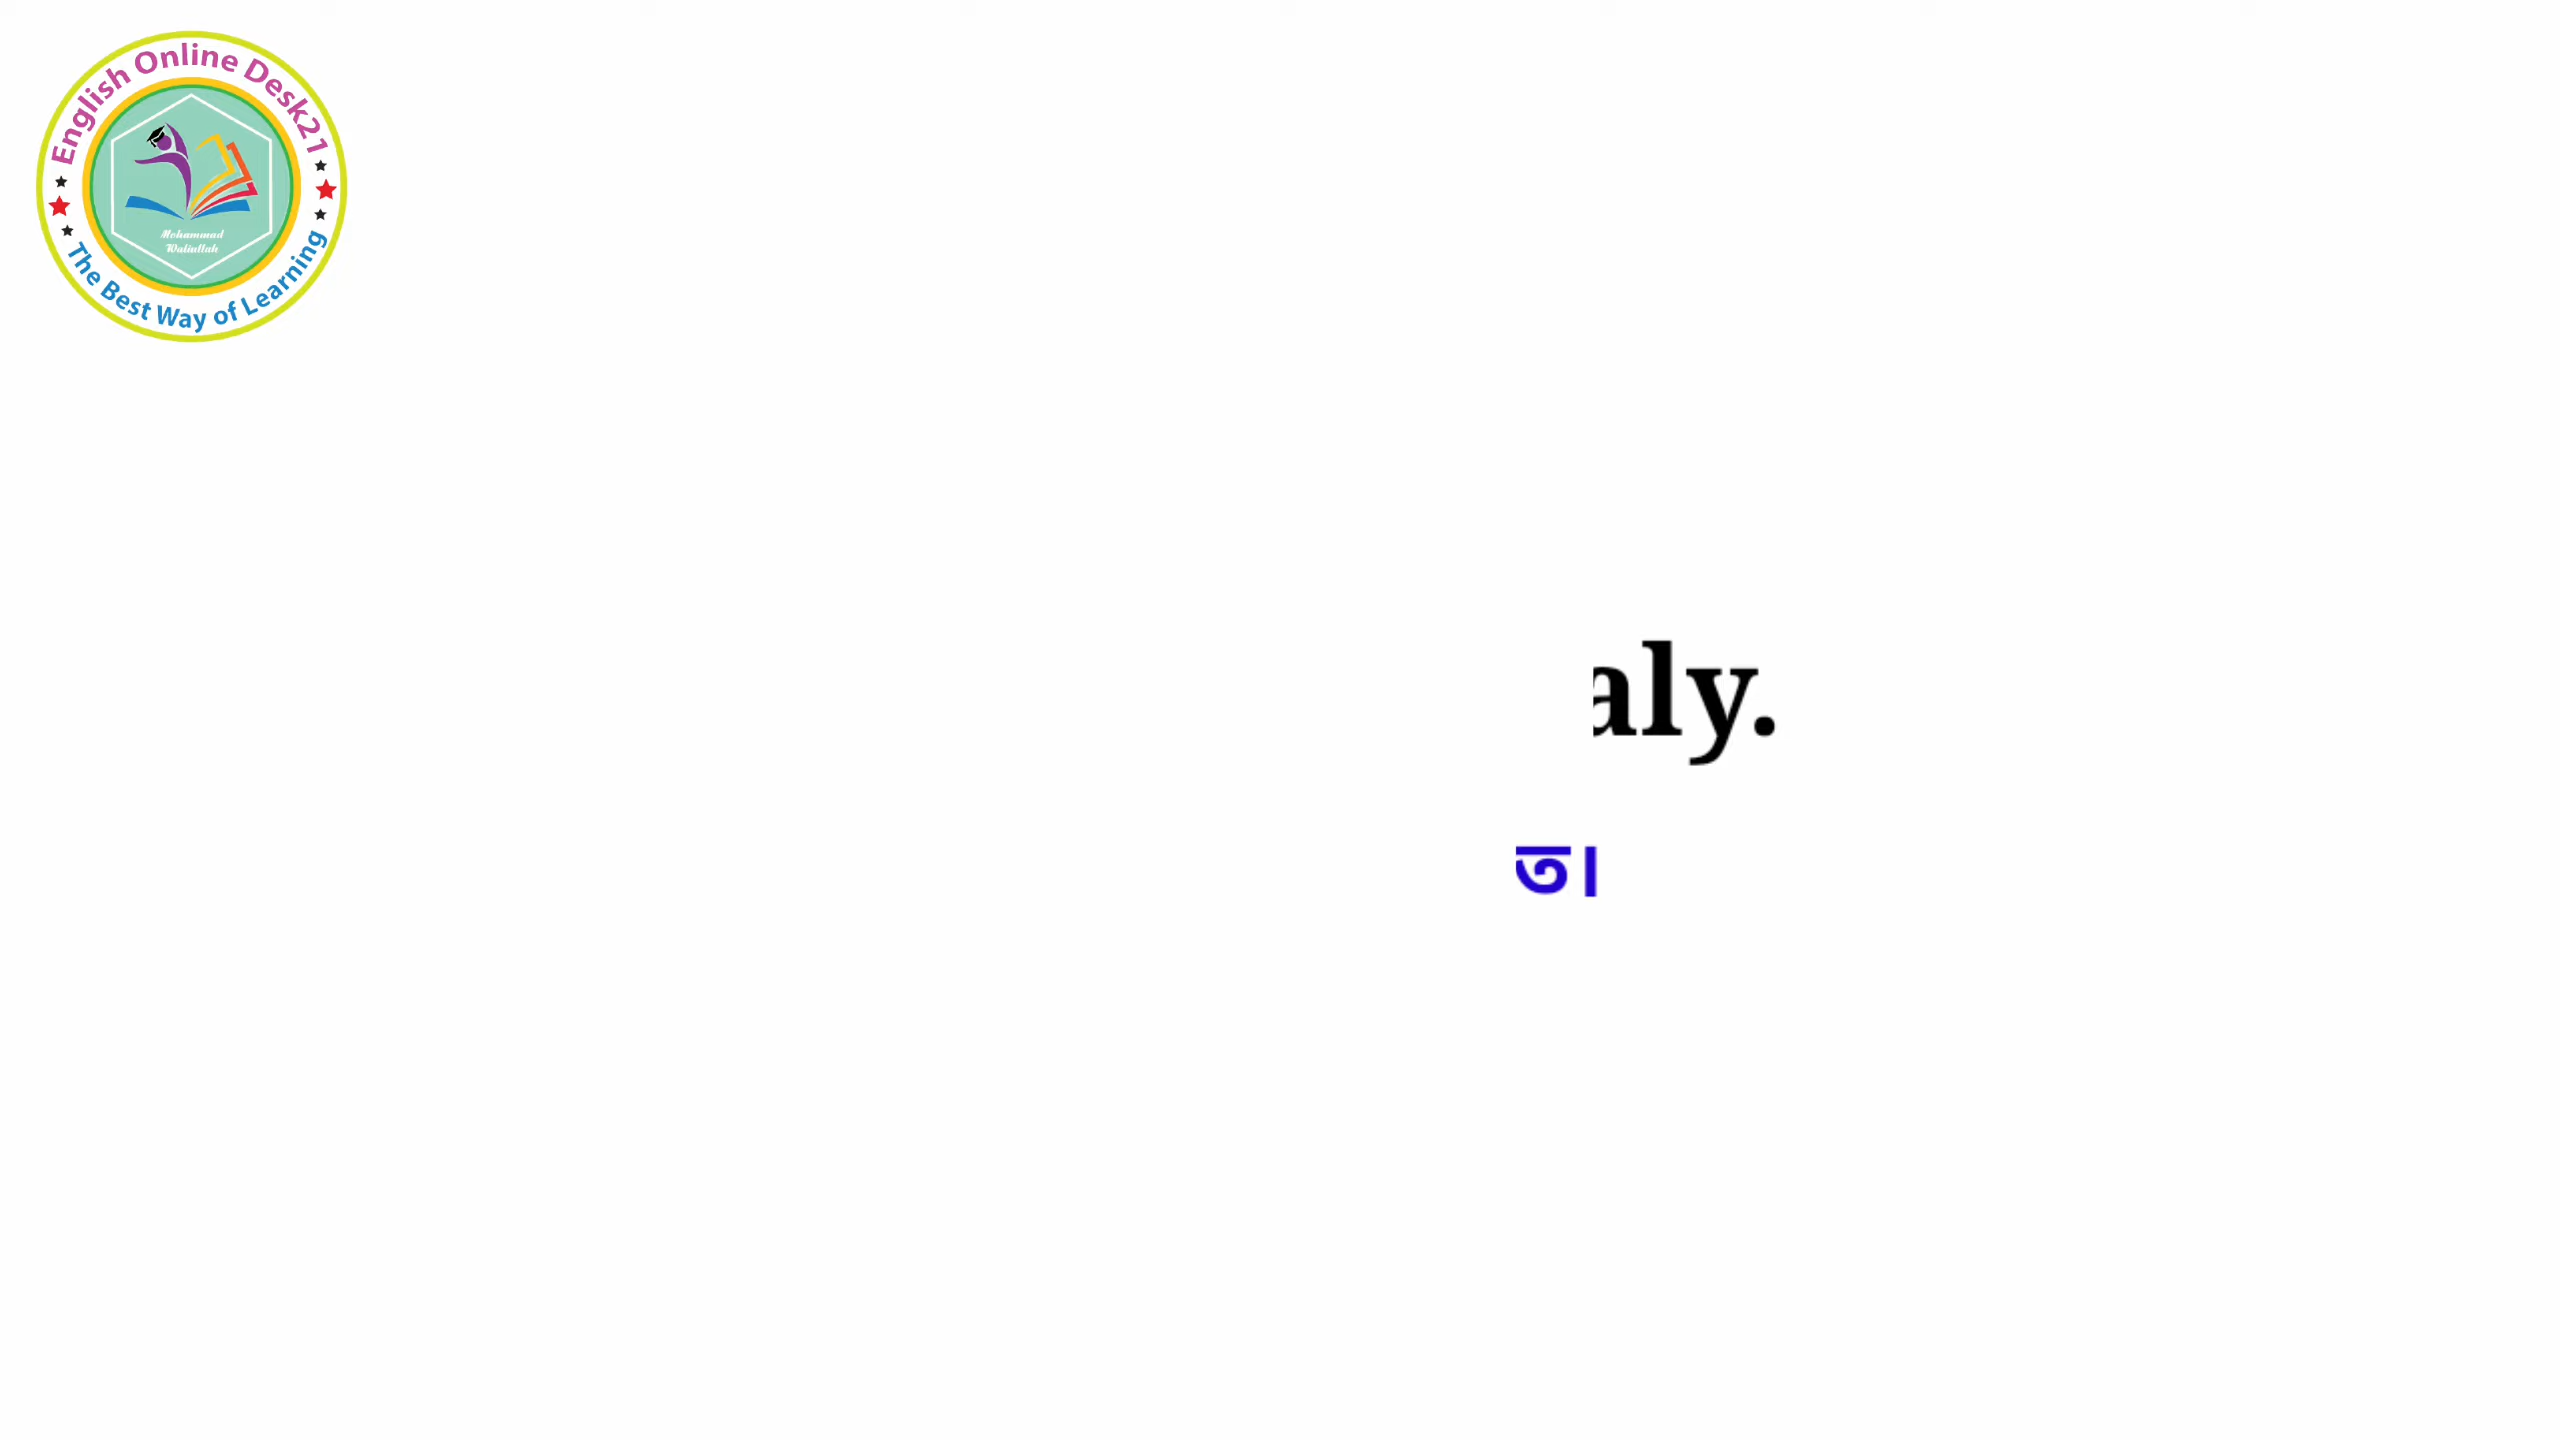 English Online Desk21
Mohammad
Waliullah
The Best Way of Learning
aly.
ত।